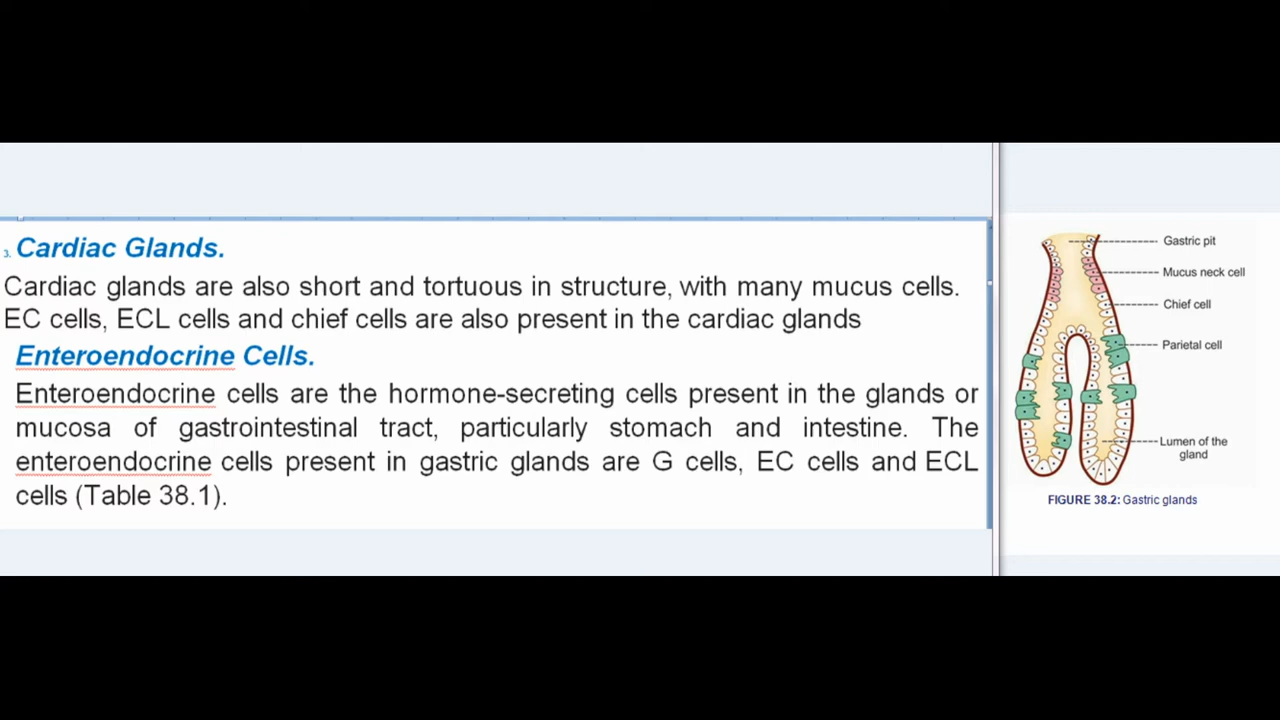 3. Cardiac Glands.
Cardiac glands are also short and tortuous in structure, with many mucus cells.
EC cells, ECL cells and chief cells are also present in the cardiac glands
Enteroendocrine Cells.
Enteroendocrine cells are the hormone-secreting cells present in the glands or
mucosa of gastrointestinal tract, particularly stomach and intestine. The
enteroendocrine cells present in gastric glands are G cells, EC cells and ECL
cells (Table 38.1).
Gastric pit
Mucus neck cell
Chief cell
Parietal cell
Lumen of the
gland
FIGURE 38.2: Gastric glands